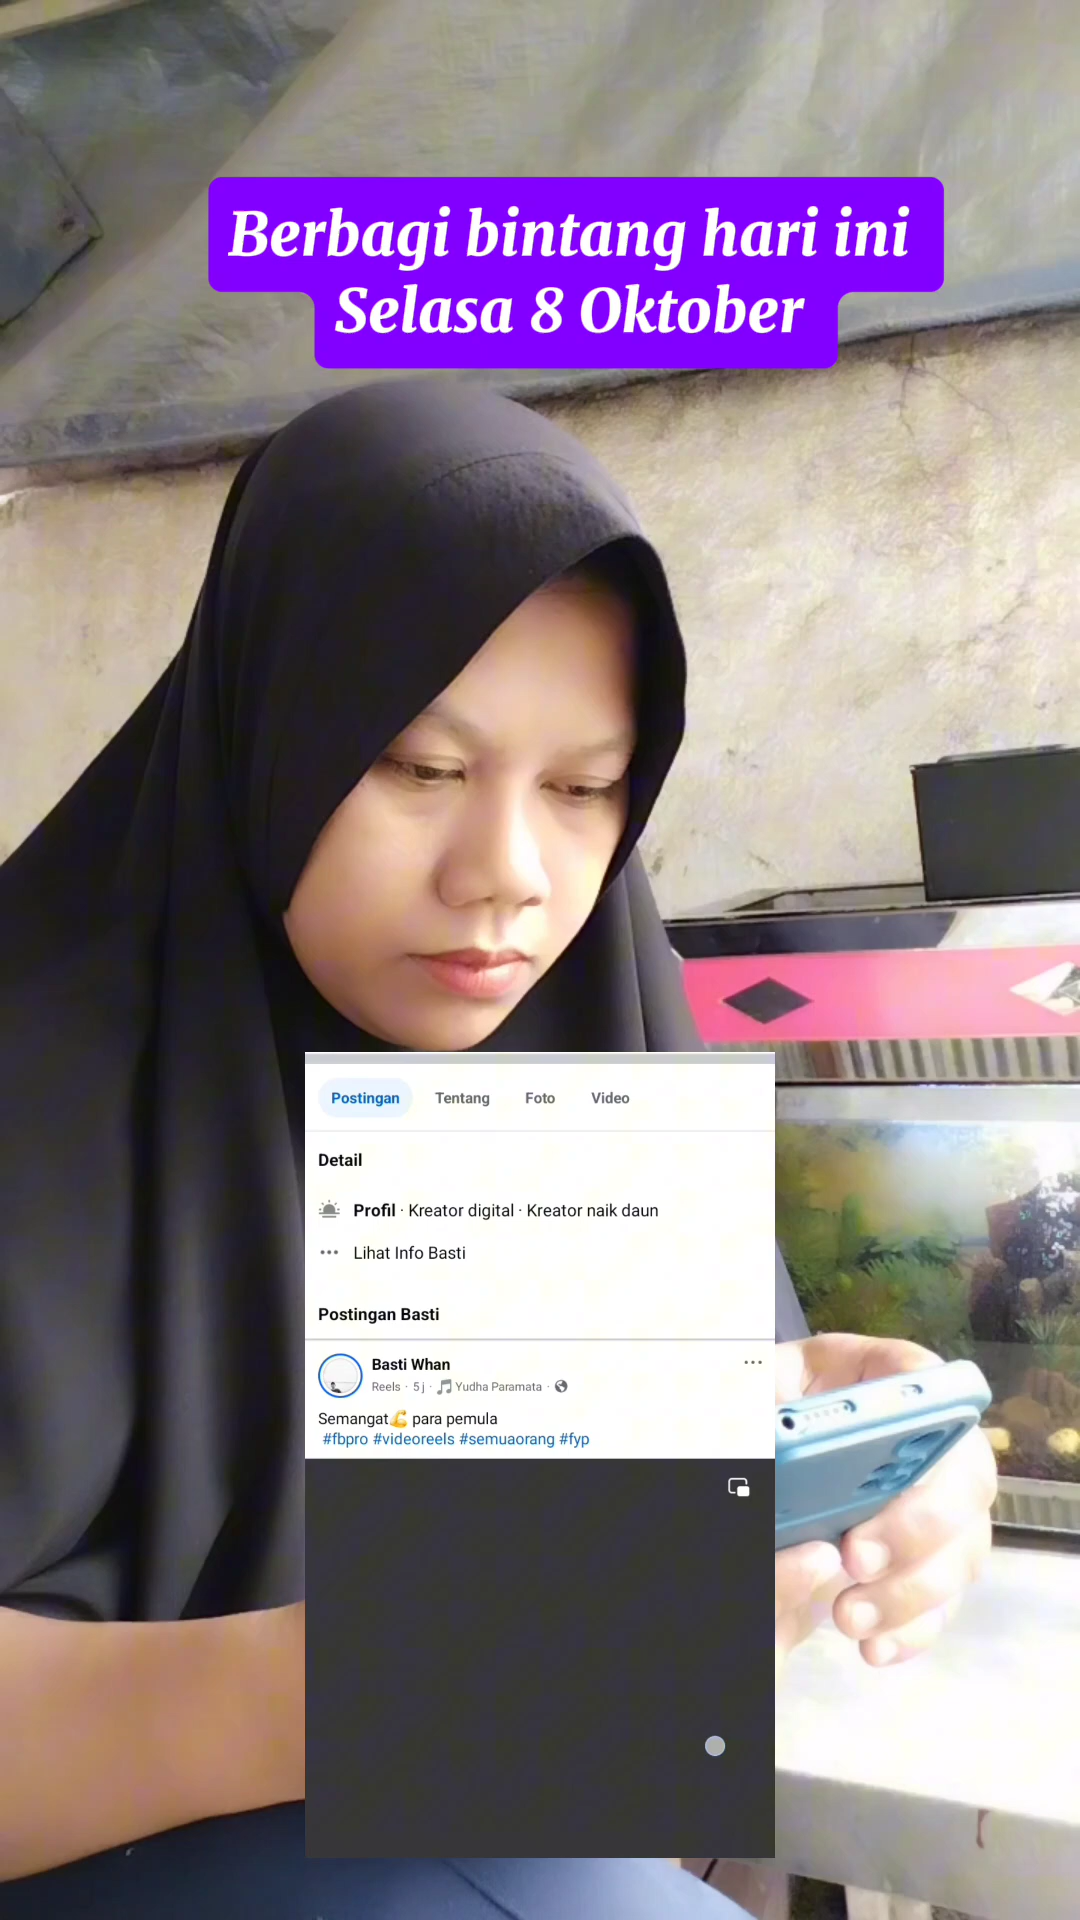 Berbagi bintang hari ini
Selasa 8 Oktober
Postingan Tentang Foto Video
Detail
Profil · Kreator digital · Kreator naik daun
Lihat Info Basti
Postingan Basti
Basti Whan
Reels · 5 j · Yudha Paramata ·
Semangat💪 para pemula
#fbpro #videoreels #semuaorang #fyp